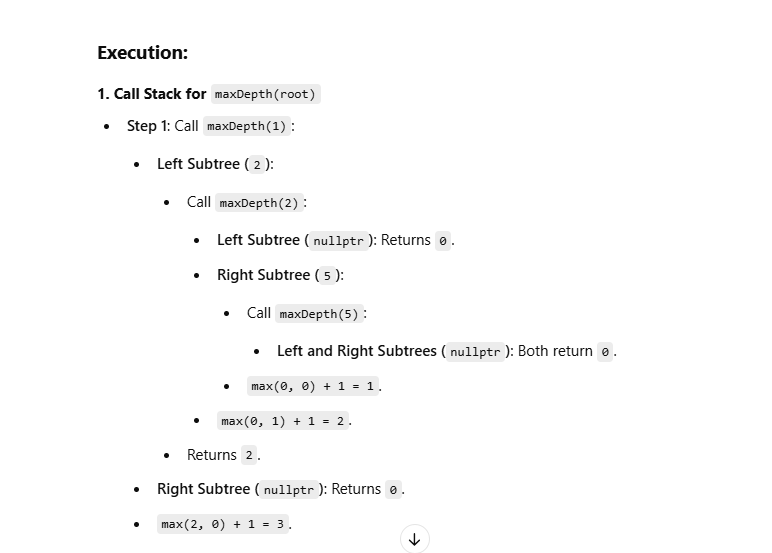 Execution:
1. Call Stack for maxDepth(root)
• Step 1: Call maxDepth(1):
• Left Subtree (2):
• Call maxDepth(2):
• Left Subtree (nullptr): Returns 0.
• Right Subtree (5):
• Call maxDepth(5):
• Left and Right Subtrees (nullptr): Both return 0.
• max(0, 0) + 1 = 1.
• max(0, 1) + 1 = 2.
• Returns 2.
• Right Subtree (nullptr): Returns 0.
• max(2, 0) + 1 = 3.